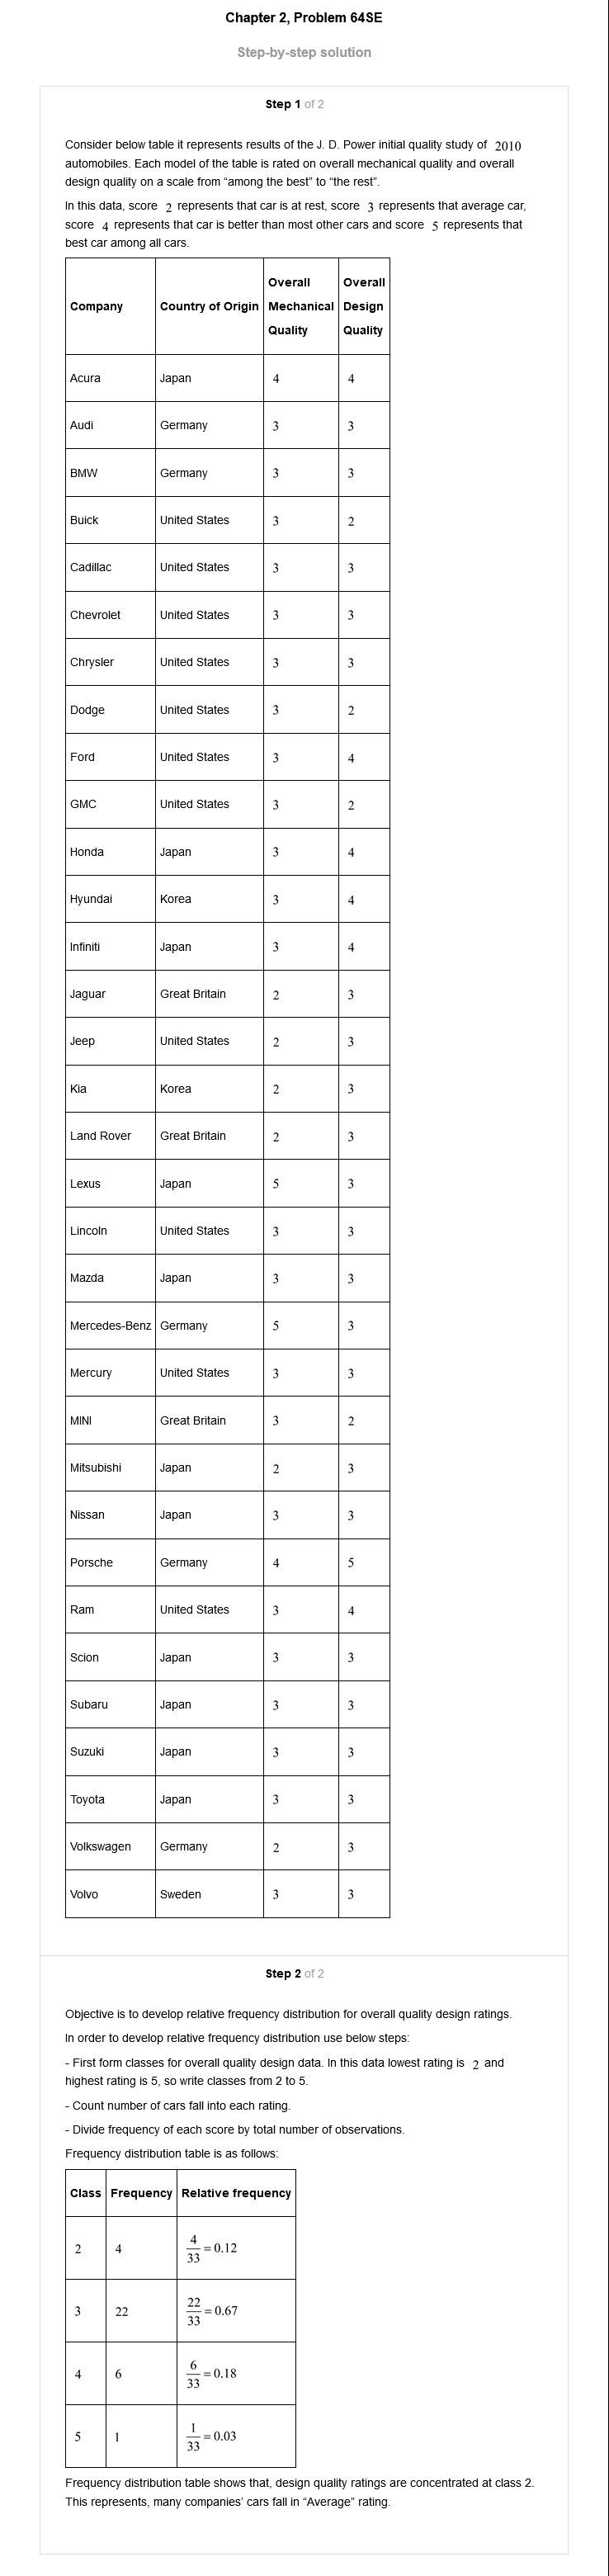 Chapter 2, Problem 64SE
Step-by-step solution
Step 1 of 2
Consider below table it represents results of the J. D. Power initial quality study of 2010
automobiles. Each model of the table is rated on overall mechanical quality and overall
design quality on a scale from “among the best” to “the rest”.
In this data, score 2 represents that car is at rest, score 3 represents that average car,
score 4 represents that car is better than most other cars and score 5 represents that
best car among all cars.
Company Country of Origin Overall Mechanical Quality Overall Design Quality
Acura Japan 4 4
Audi Germany 3 3
BMW Germany 3 3
Buick United States 3 2
Cadillac United States 3 3
Chevrolet United States 3 3
Chrysler United States 3 3
Dodge United States 3 2
Ford United States 3 4
GMC United States 3 2
Honda Japan 3 4
Hyundai Korea 3 4
Infiniti Japan 3 4
Jaguar Great Britain 2 3
Jeep United States 2 3
Kia Korea 2 3
Land Rover Great Britain 2 3
Lexus Japan 5 3
Lincoln United States 3 3
Mazda Japan 3 3
Mercedes-Benz Germany 5 3
Mercury United States 3 3
MINI Great Britain 3 2
Mitsubishi Japan 2 3
Nissan Japan 3 3
Porsche Germany 4 5
Ram United States 3 4
Scion Japan 3 3
Subaru Japan 3 3
Suzuki Japan 3 3
Toyota Japan 3 3
Volkswagen Germany 2 3
Volvo Sweden 3 3
Step 2 of 2
Objective is to develop relative frequency distribution for overall quality design ratings.
In order to develop relative frequency distribution use below steps:
- First form classes for overall quality design data. In this data lowest rating is 2 and
highest rating is 5, so write classes from 2 to 5.
- Count number of cars fall into each rating.
- Divide frequency of each score by total number of observations.
Frequency distribution table is as follows:
Class Frequency Relative frequency
2 4 4/33 = 0.12
3 22 22/33 = 0.67
4 6 6/33 = 0.18
5 1 1/33 = 0.03
Frequency distribution table shows that, design quality ratings are concentrated at class 2.
This represents, many companies’ cars fall in “Average” rating.